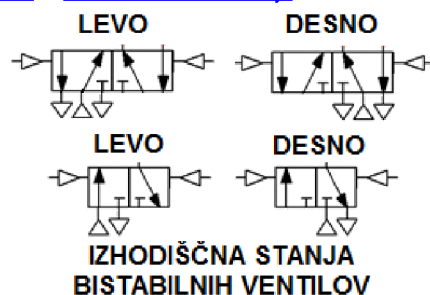 LEVO
DESNO
LEVO
DESNO
IZHODIŠČNA STANJA
BISTABILNIH VENTILOV